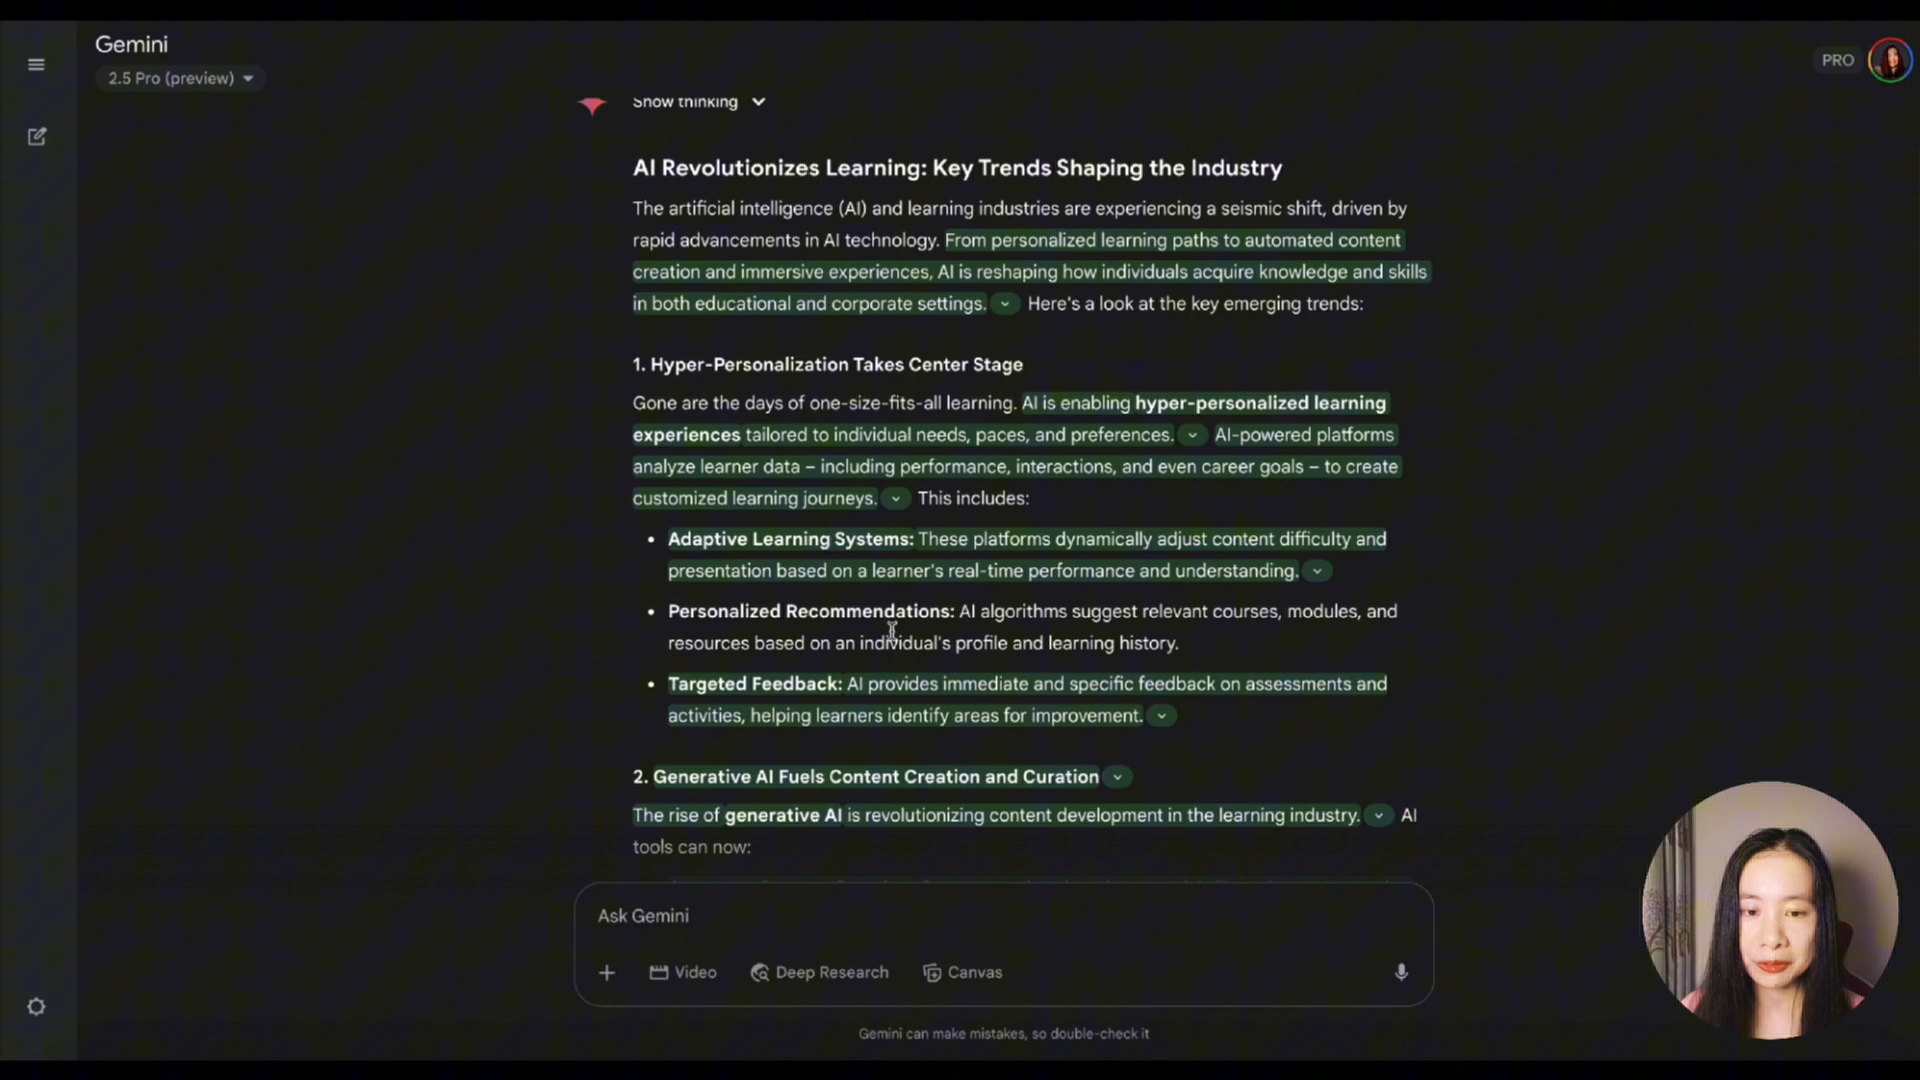 Gemini
2.5 Pro (preview)
PRO
Show thinking
AI Revolutionizes Learning: Key Trends Shaping the Industry
The artificial intelligence (AI) and learning industries are experiencing a seismic shift, driven by
rapid advancements in AI technology. From personalized learning paths to automated content
creation and immersive experiences, AI is reshaping how individuals acquire knowledge and skills
in both educational and corporate settings. Here's a look at the key emerging trends:
1. Hyper-Personalization Takes Center Stage
Gone are the days of one-size-fits-all learning. AI is enabling hyper-personalized learning
experiences tailored to individual needs, paces, and preferences. AI-powered platforms
analyze learner data – including performance, interactions, and even career goals – to create
customized learning journeys. This includes:
• Adaptive Learning Systems: These platforms dynamically adjust content difficulty and
presentation based on a learner's real-time performance and understanding.
• Personalized Recommendations: AI algorithms suggest relevant courses, modules, and
resources based on an individual's profile and learning history.
• Targeted Feedback: AI provides immediate and specific feedback on assessments and
activities, helping learners identify areas for improvement.
2. Generative AI Fuels Content Creation and Curation
The rise of generative AI is revolutionizing content development in the learning industry. AI
tools can now:
Ask Gemini
Video Deep Research Canvas
Gemini can make mistakes, so double-check it